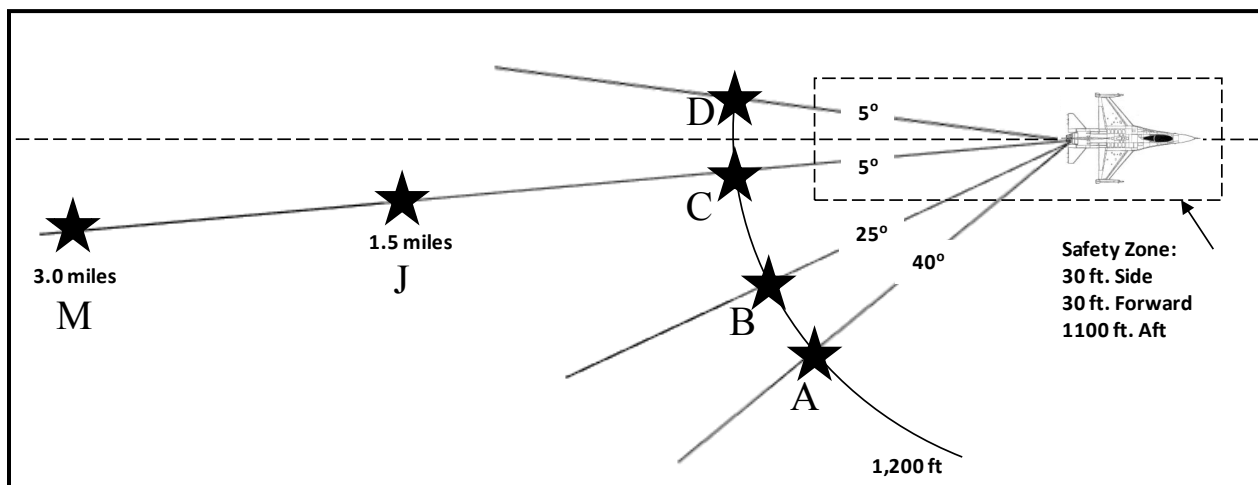 D
5°
5°
C
25°
40°
1.5 miles
J
3.0 miles
M
B
A
1,200 ft
Safety Zone:
30 ft. Side
30 ft. Forward
1100 ft. Aft